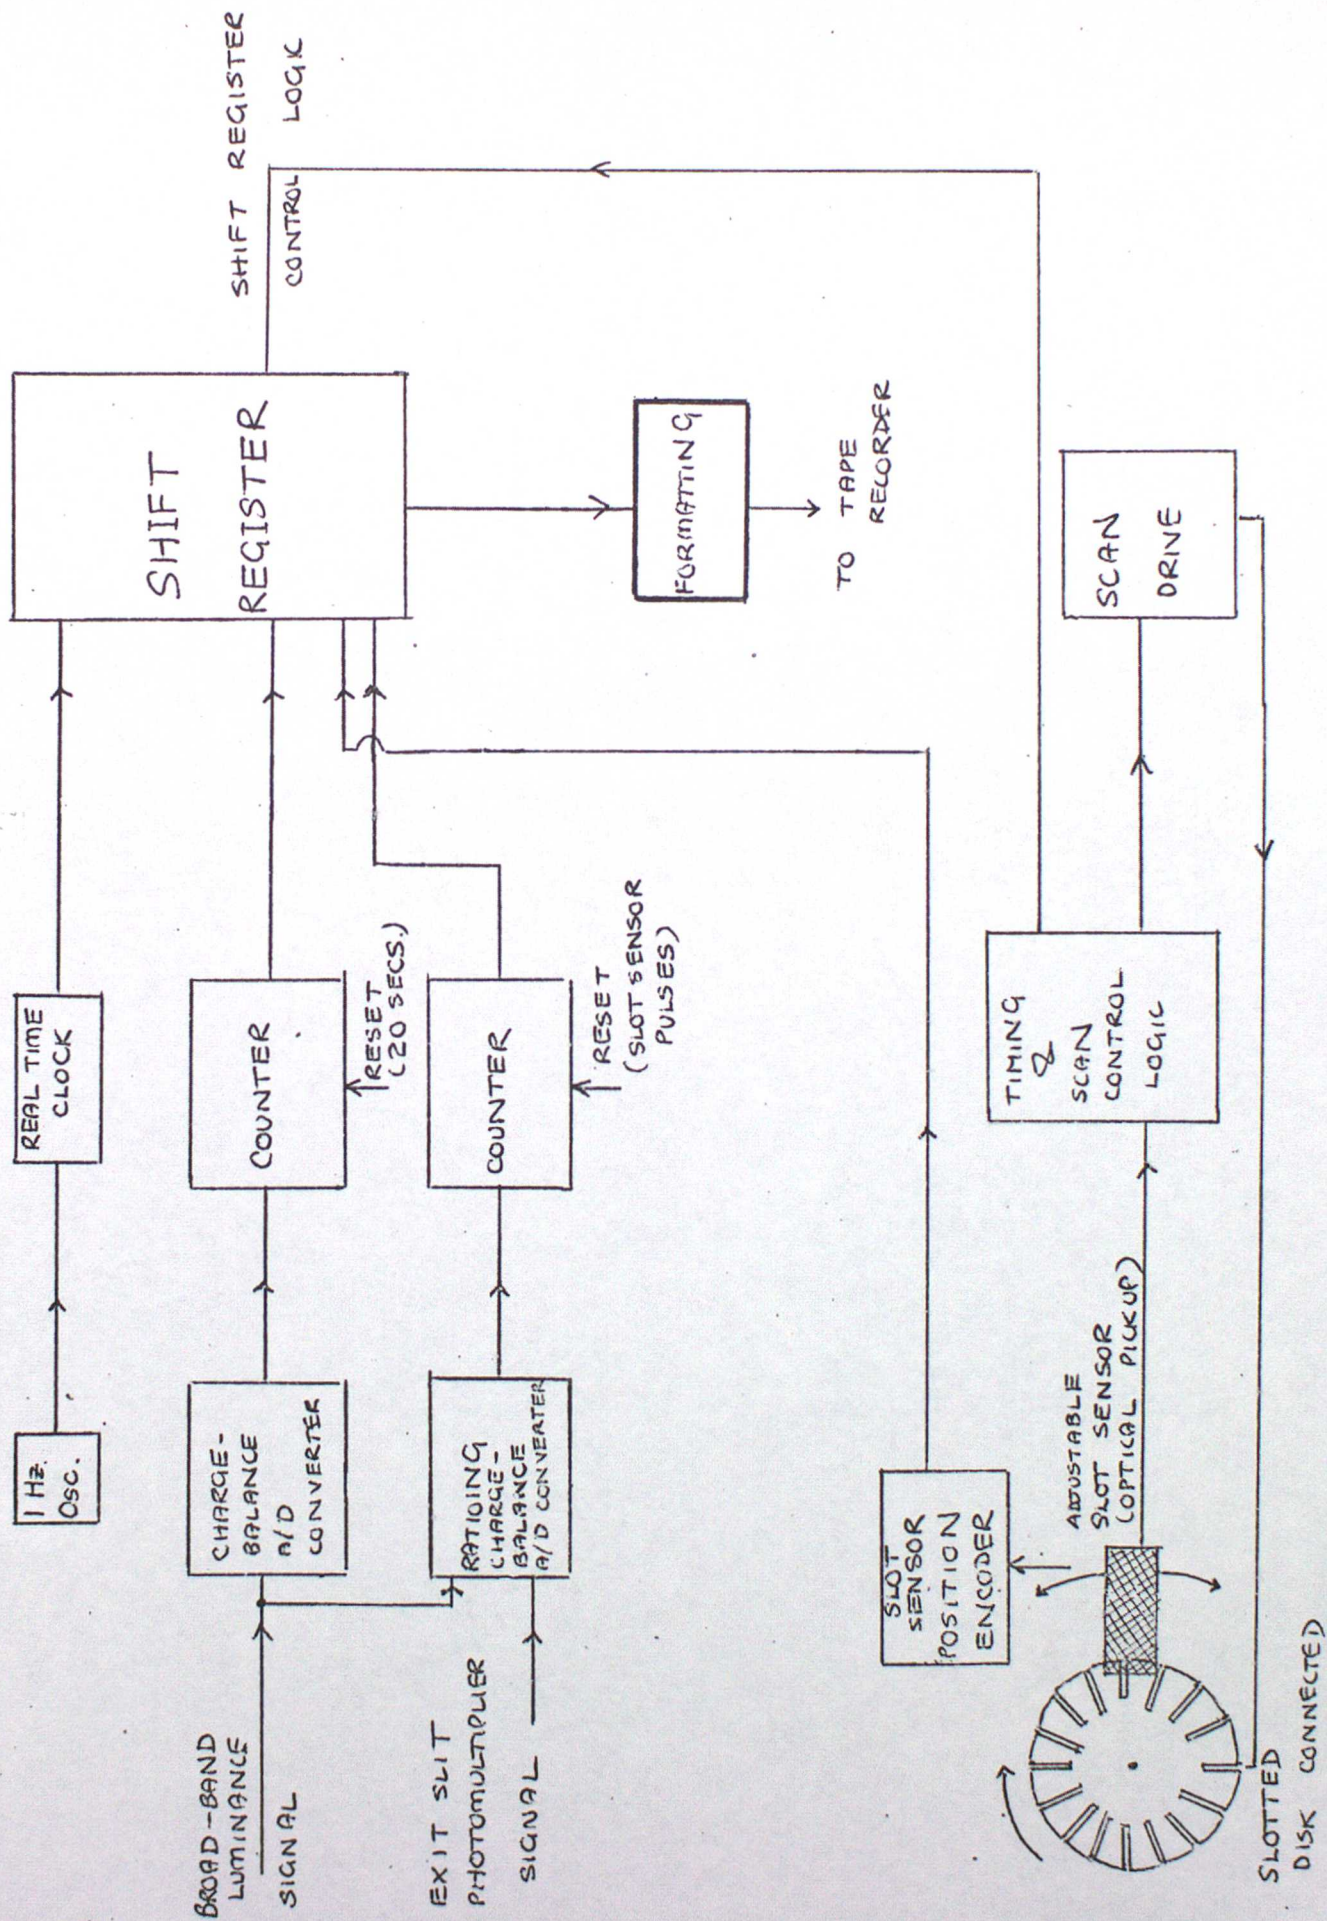 1 Hz.
OSC.
REAL TIME
CLOCK
SHIFT
REGISTER
SHIFT REGISTER
CONTROL LOGIC
BROAD-BAND
LUMINANCE
SIGNAL
CHARGE-
BALANCE
A/D
CONVERTER
COUNTER
RESET
(20 SECS.)
EXIT SLIT
PHOTOMULTIPLIER
SIGNAL
RATIOING
CHARGE-
BALANCE
A/D CONVERTER
COUNTER
RESET
(SLOT SENSOR
PULSES)
FORMATTING
TO TAPE
RECORDER
SLOT
SENSOR
POSITION
ENCODER
ADJUSTABLE
SLOT SENSOR
(OPTICAL PICKUP)
TIMING
&
SCAN
CONTROL
LOGIC
SCAN
DRIVE
SLOTTED
DISK CONNECTED